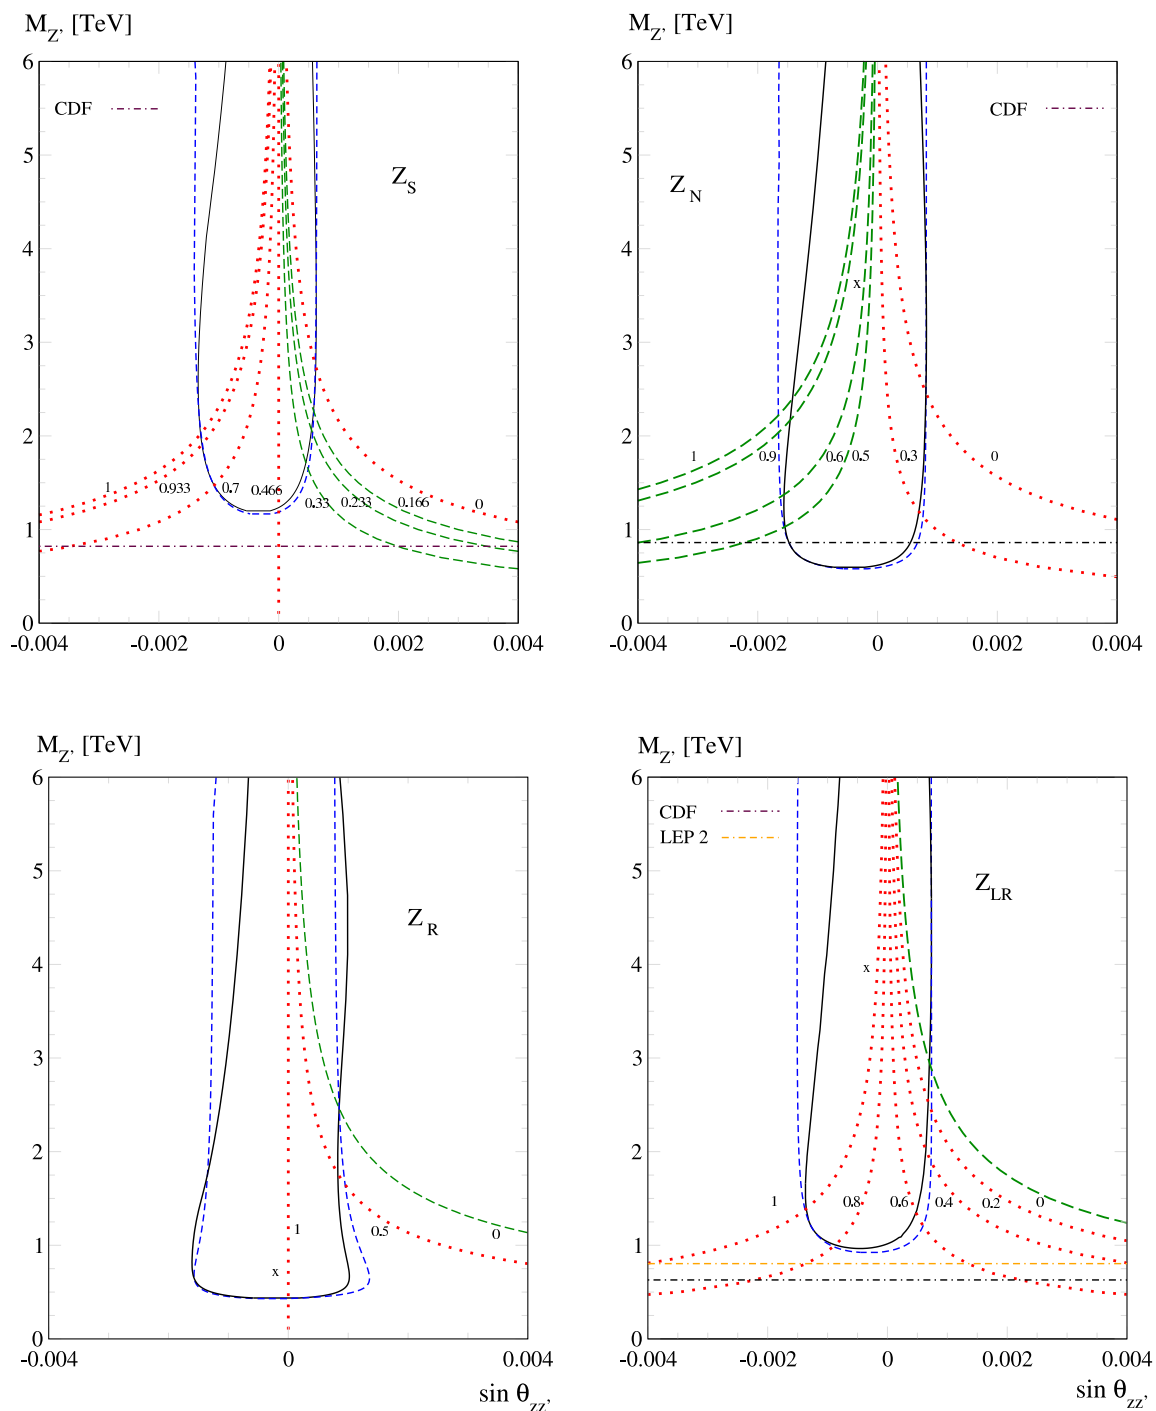 M_Z' [TeV]
6
CDF
5
Z_S
4
3
2
1 0.933 0.7 0.466 0.33 0.233 0.166 0
1
0
-0.004 -0.002 0 0.002 0.004
M_Z' [TeV]
6
CDF
5
Z_N
4
x
3
2
1 0.9 0.6 0.5 0.3 0
1
0
-0.004 -0.002 0 0.002 0.004
M_Z' [TeV]
6
5
Z_R
4
3
2
1 0.5 0
1
x
0
-0.004 0 0.004
sin θ_zz'
M_Z' [TeV]
6
CDF
LEP 2
5
Z_LR
4
x
3
2
1 0.8 0.6 0.4 0.2 0
1
0
-0.004 -0.002 0 0.002 0.004
sin θ_zz'